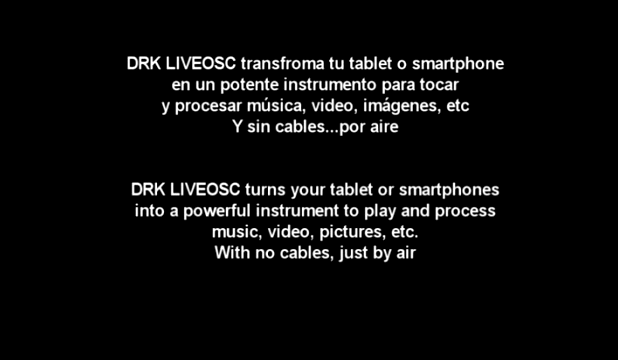 DRK LIVEOSC transfroma tu tablet o smartphone
en un potente instrumento para tocar
y procesar música, video, imágenes, etc
Y sin cables...por aire
DRK LIVEOSC turns your tablet or smartphones
into a powerful instrument to play and process
music, video, pictures, etc.
With no cables, just by air